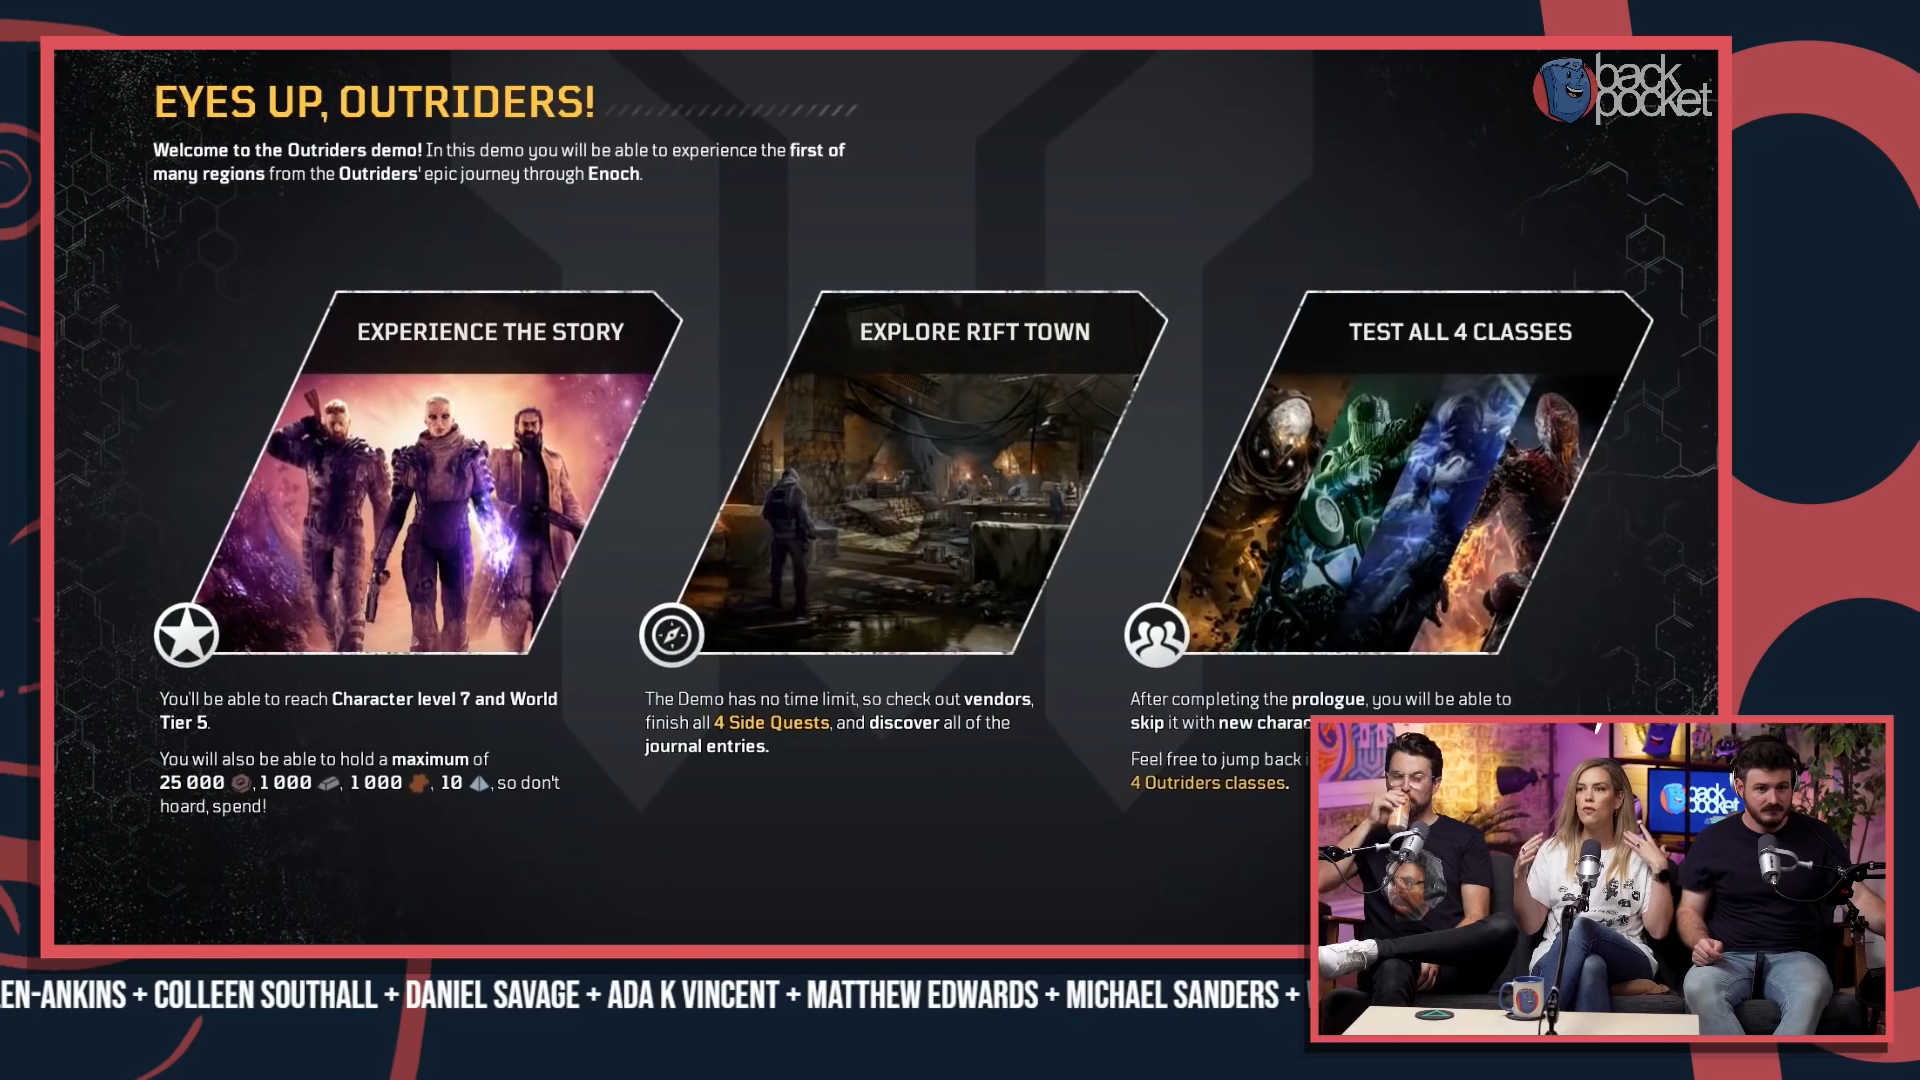 back
pocket
EYES UP, OUTRIDERS!
Welcome to the Outriders demo! In this demo you will be able to experience the first of
many regions from the Outriders' epic journey through Enoch.
EXPERIENCE THE STORY
You'll be able to reach Character level 7 and World
Tier 5.
You will also be able to hold a maximum of
25 000, 1 000, 1 000, 10, so don't
hoard, spend!
EXPLORE RIFT TOWN
The Demo has no time limit, so check out vendors,
finish all 4 Side Quests, and discover all of the
journal entries.
TEST ALL 4 CLASSES
After completing the prologue, you will be able to
skip it with new charac
Feel free to jump back i
4 Outriders classes.
back
pocket
EN-ANKINS + COLLEEN SOUTHALL + DANIEL SAVAGE + ADA K VINCENT + MATTHEW EDWARDS + MICHAEL SANDERS +